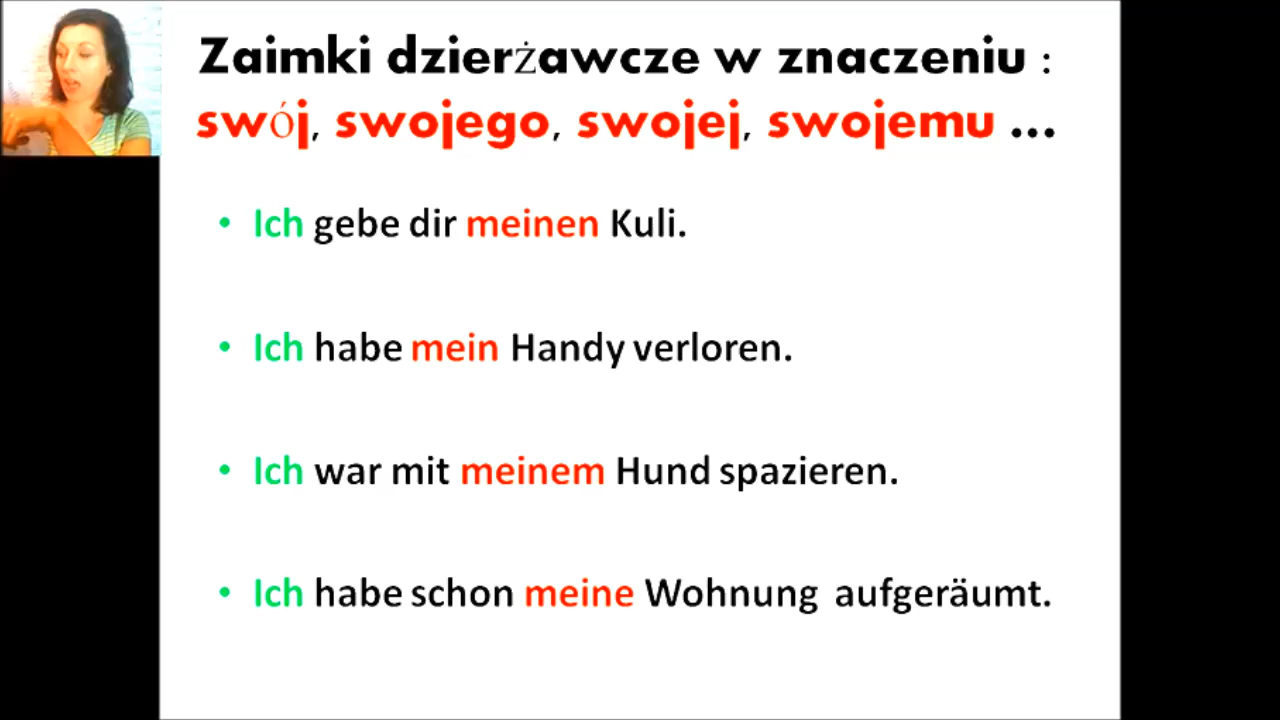 Zaimki dzierżawcze w znaczeniu :
swój, swojego, swojej, swojemu ...
• Ich gebe dir meinen Kuli.
• Ich habe mein Handy verloren.
• Ich war mit meinem Hund spazieren.
• Ich habe schon meine Wohnung aufgeräumt.